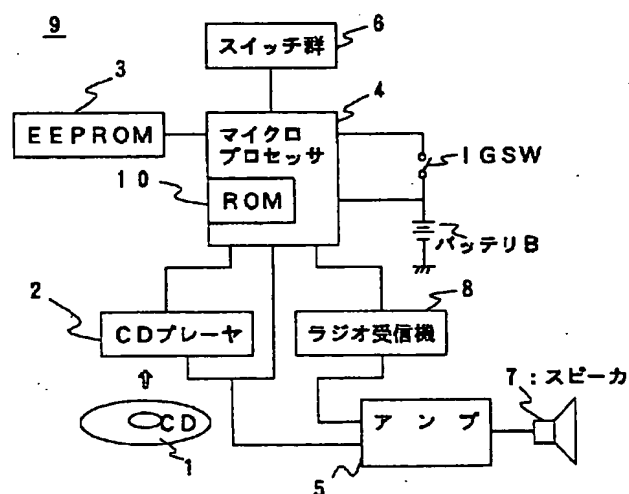 9
6
スイッチ群
3
4
EEPROM
マイクロ
プロセッサ
IGSW
10
ROM
バッテリB
2
8
CDプレーヤ
ラジオ受信機
7:スピーカ
CD
アンプ
1
5